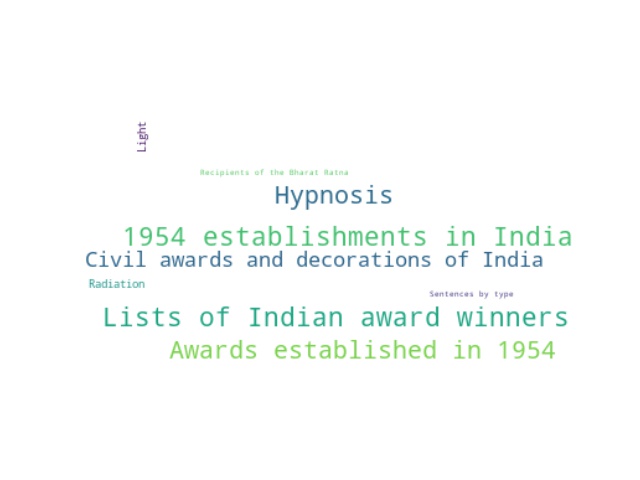 Light
Recipients of the Bharat Ratna
Hypnosis
1954 establishments in India
Civil awards and decorations of India
Radiation
Sentences by type
Lists of Indian award winners
Awards established in 1954